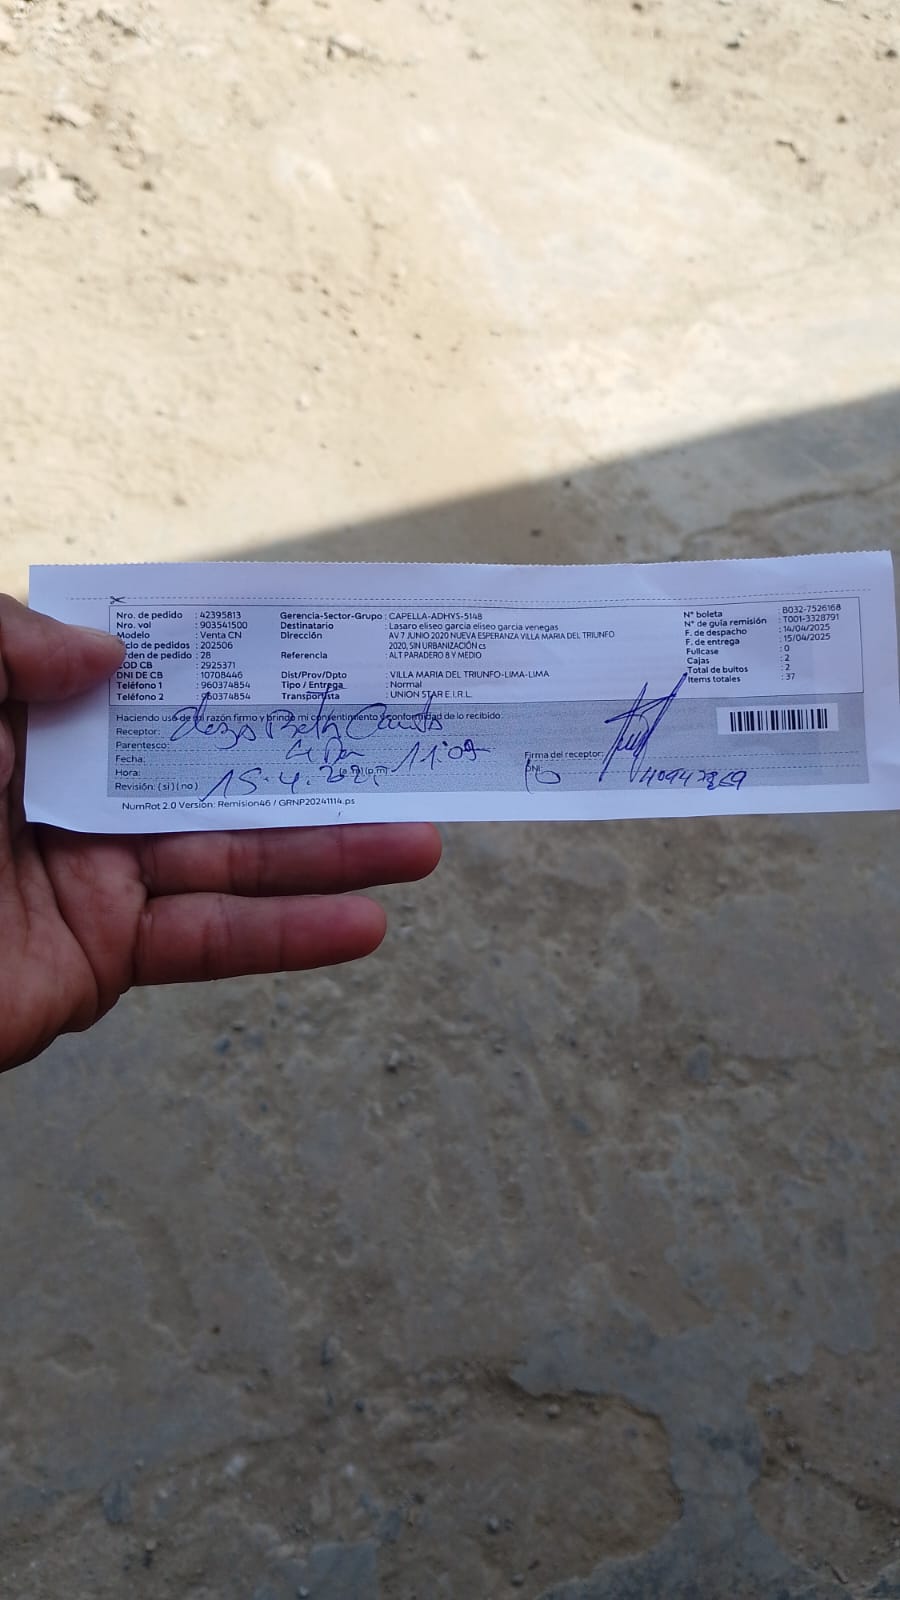 Nro. de pedido : 42395813
Nro. vol : 903541500
Modelo : Venta CN
iclo de pedidos : 202506
rden de pedido : 28
COD CB : 2925371
DNI DE CB : 10708446
Teléfono 1 : 960374854
Teléfono 2 : 960374854
Gerencia-Sector-Grupo : CAPELLA-ADHYS-5148
Destinatario : Lasaro eliseo garcia eliseo garcia venegas
Dirección : AV 7 JUNIO 2020 NUEVA ESPERANZA VILLA MARIA DEL TRIUNFO
2020, SIN URBANIZACIÓN cs
Referencia : ALT PARADERO 8 Y MEDIO
Dist/Prov/Dpto : VILLA MARIA DEL TRIUNFO-LIMA-LIMA
Tipo / Entrega : Normal
Transportista : UNION STAR E.I.R.L.
N° boleta : B032-7526168
N° de guía remisión : T001-3328791
F. de despacho : 14/04/2025
F. de entrega : 15/04/2025
Fullcase : 0
Cajas : 2
Total de bultos : 2
Items totales : 37
Haciendo uso de mi razón firmo y brindo mi consentimiento y conformidad de lo recibido.
Receptor:
Parentesco:
Fecha: 11:09
Hora: (a.m) (p.m)
Revisión: (si) (no) 15.4.
Firma del receptor:
DNI:
NumRot 2.0 Version: Remision46 / GRNP20241114.ps